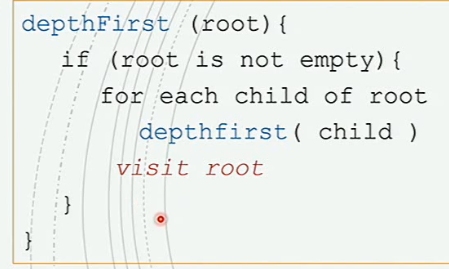 depthFirst (root){
if (root is not empty){
for each child of root
depthfirst( child )
visit root
}
}